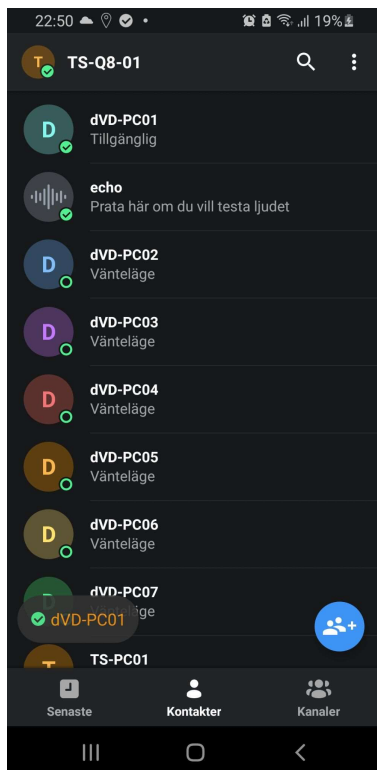 22:50 19%
T TS-Q8-01
D dVD-PC01
Tillgänglig
echo
Prata här om du vill testa ljudet
D dVD-PC02
Vänteläge
D dVD-PC03
Vänteläge
D dVD-PC04
Vänteläge
D dVD-PC05
Vänteläge
D dVD-PC06
Vänteläge
dVD-PC07
dVD-PC01
TS-PC01
Senaste Kontakter Kanaler